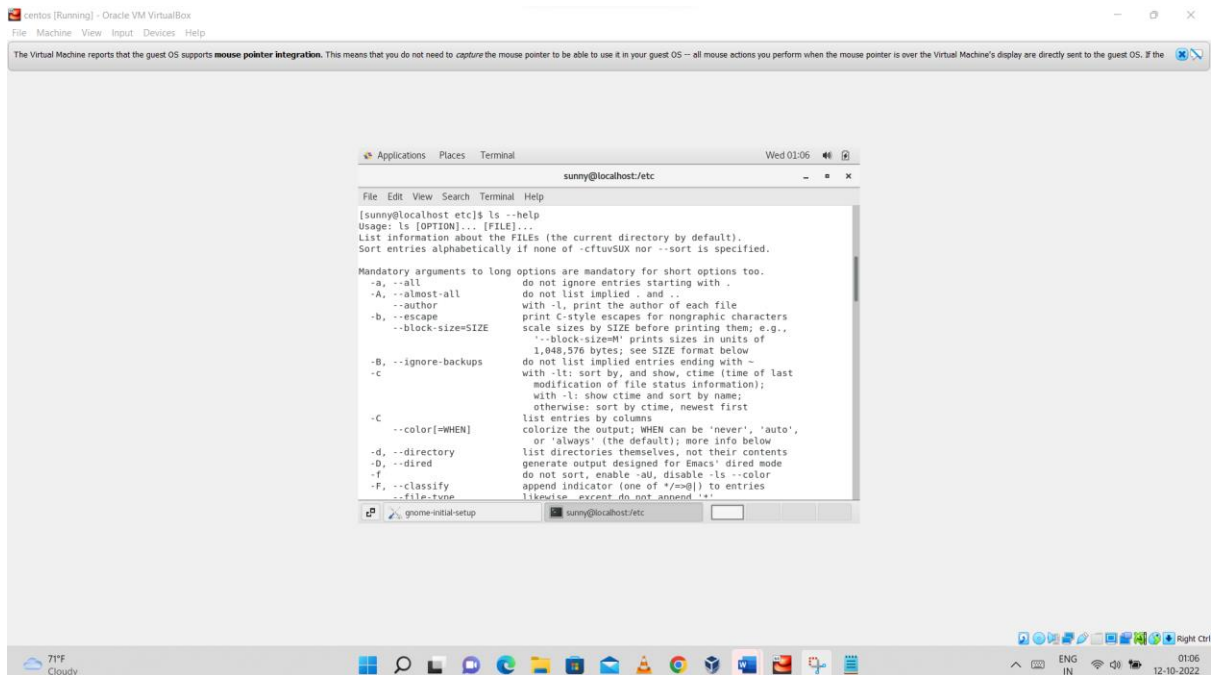 centos [Running] - Oracle VM VirtualBox
File Machine View Input Devices Help
The Virtual Machine reports that the guest OS supports mouse pointer integration. This means that you do not need to capture the mouse pointer to be able to use it in your guest OS — all mouse actions you perform when the mouse pointer is over the Virtual Machine's display are directly sent to the guest OS. If the
Applications Places Terminal Wed 01:06
sunny@localhost:/etc
File Edit View Search Terminal Help
[sunny@localhost etc]$ ls --help
Usage: ls [OPTION]... [FILE]...
List information about the FILEs (the current directory by default).
Sort entries alphabetically if none of -cftuvSUX nor --sort is specified.
Mandatory arguments to long options are mandatory for short options too.
-a, --all do not ignore entries starting with .
-A, --almost-all do not list implied . and ..
--author with -l, print the author of each file
-b, --escape print C-style escapes for nongraphic characters
--block-size=SIZE scale sizes by SIZE before printing them; e.g.,
'--block-size=M' prints sizes in units of
1,048,576 bytes; see SIZE format below
-B, --ignore-backups do not list implied entries ending with ~
-c with -lt: sort by, and show, ctime (time of last
modification of file status information);
with -l: show ctime and sort by name;
otherwise: sort by ctime, newest first
-C list entries by columns
--color[=WHEN] colorize the output; WHEN can be 'never', 'auto',
or 'always' (the default); more info below
-d, --directory list directories themselves, not their contents
-D, --dired generate output designed for Emacs' dired mode
-f do not sort, enable -aU, disable -ls --color
-F, --classify append indicator (one of */=>@|) to entries
--file-type likewise, except do not append '*'
gnome-initial-setup sunny@localhost:/etc
Right Ctrl
71°F
Cloudy
ENG
IN
01:06
12-10-2022